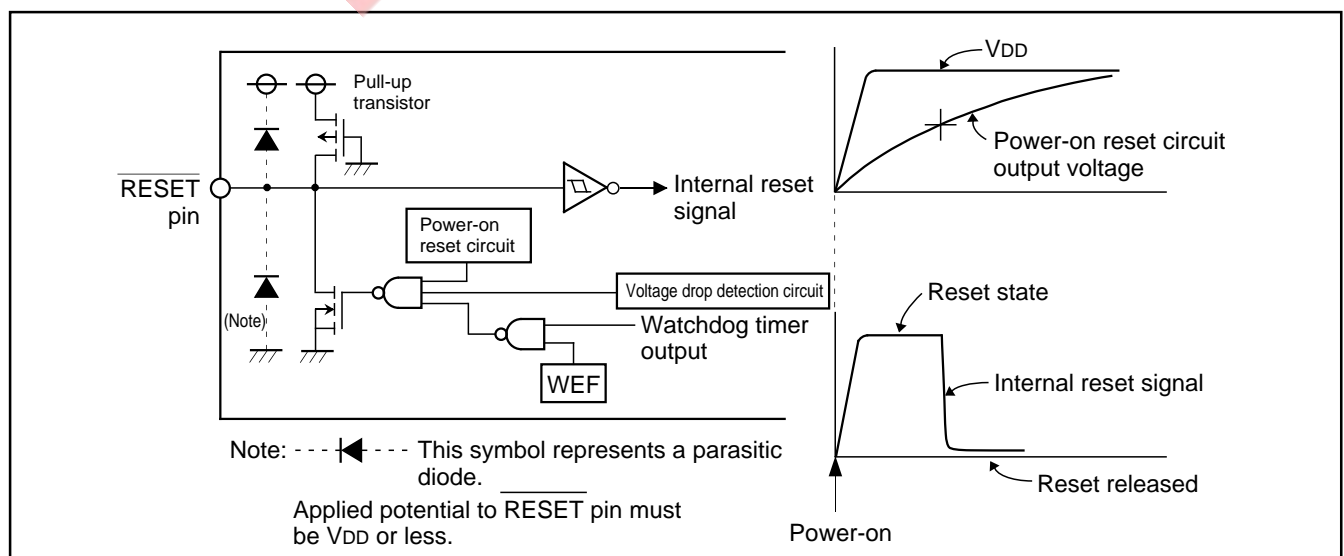 Pull-up
transistor
RESET
pin
Internal reset
signal
Power-on
reset circuit
Voltage drop detection circuit
(Note)
Watchdog timer
output
WEF
Note:
This symbol represents a parasitic
diode.
Applied potential to RESET pin must
be VDD or less.
VDD
Power-on reset circuit
output voltage
Reset state
Internal reset signal
Reset released
Power-on